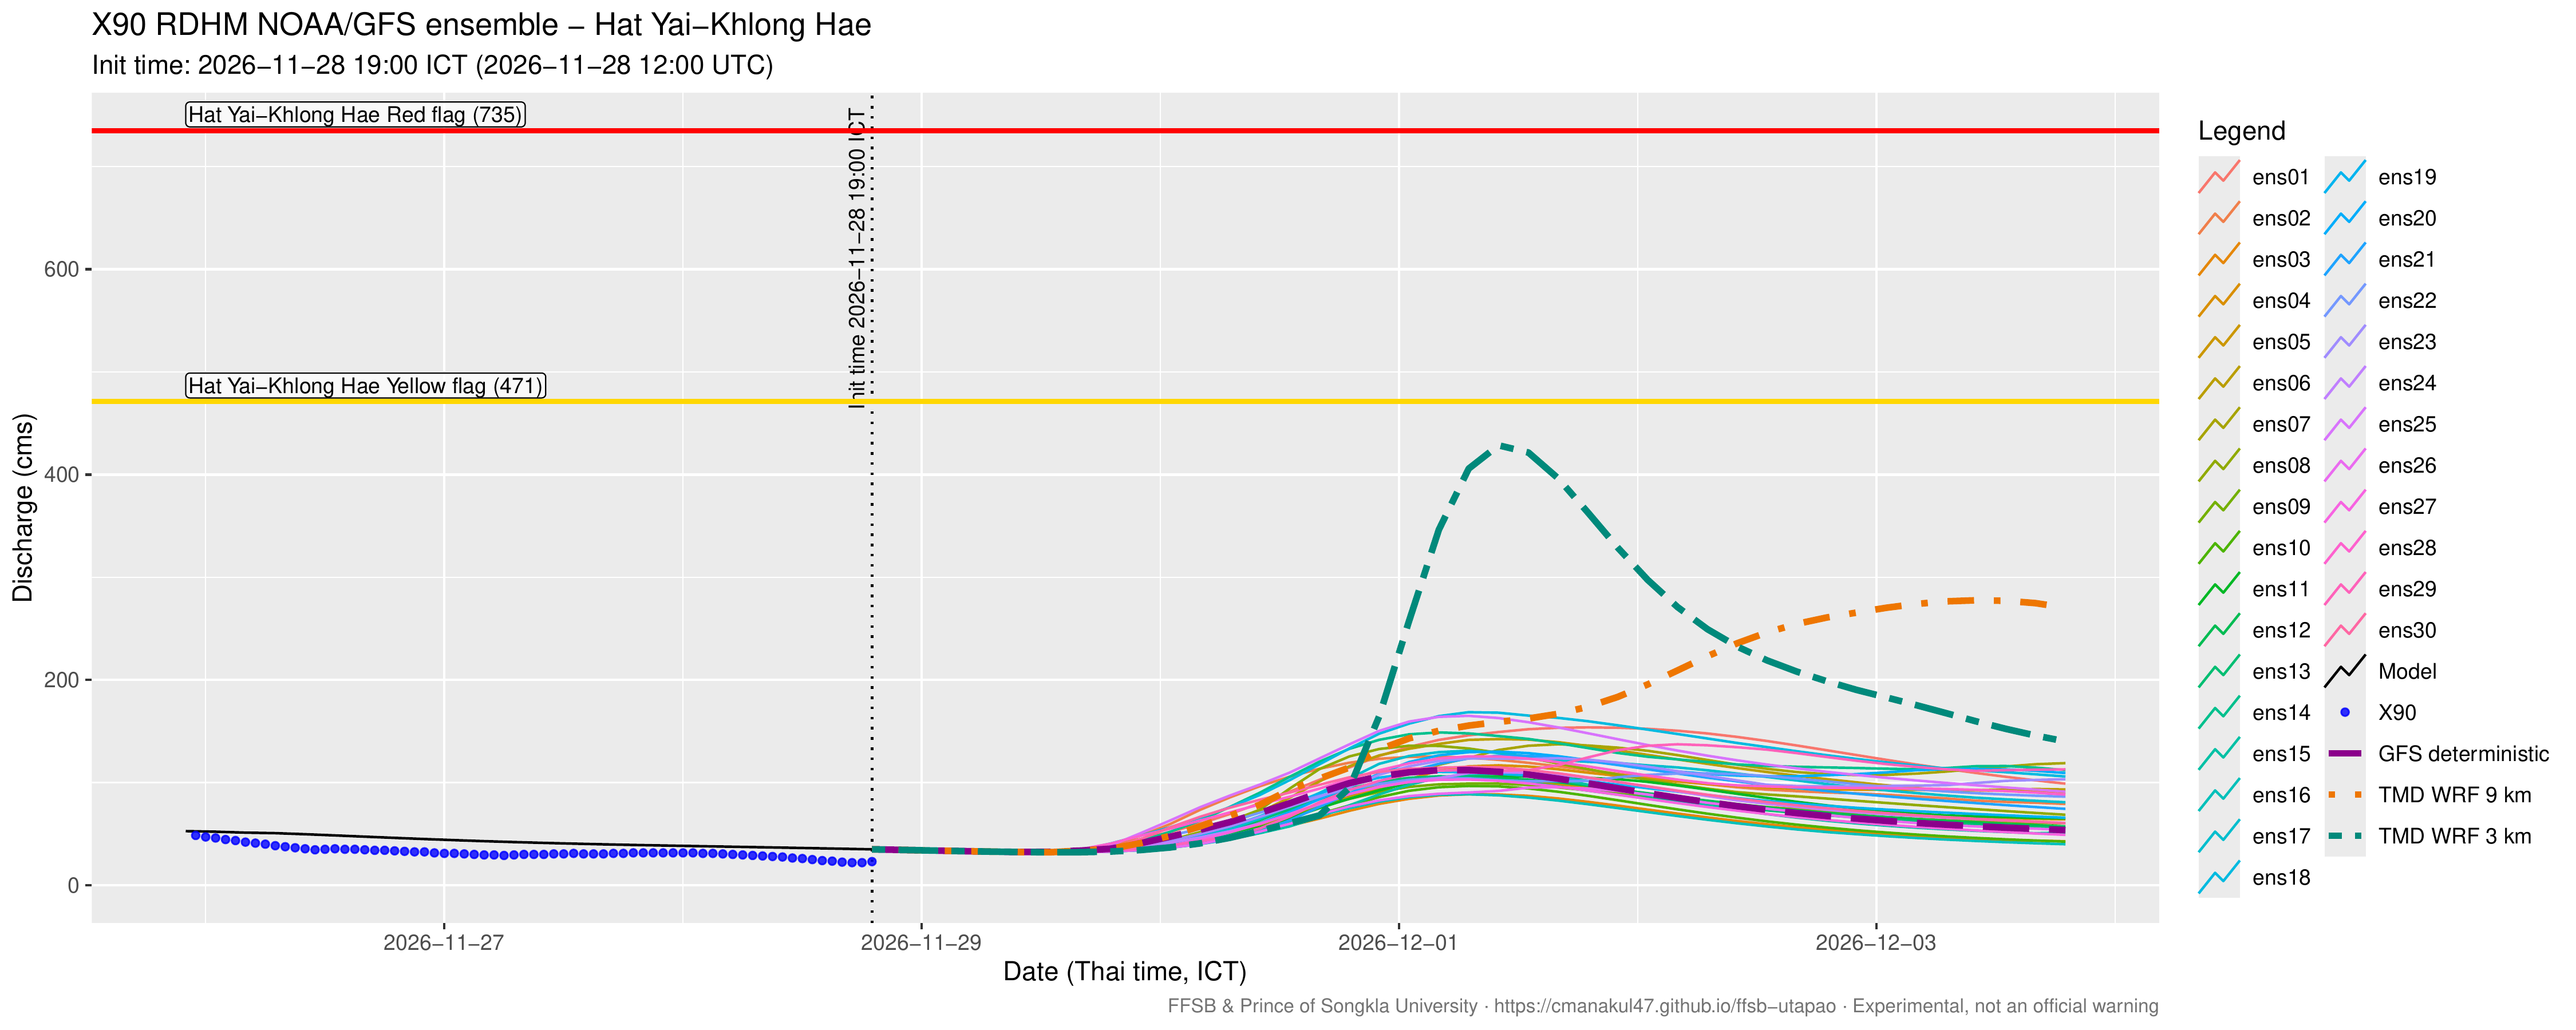 X90 RDHM NOAA/GFS ensemble – Hat Yai–Khlong Hae
Init time: 2026–11–28 19:00 ICT (2026–11–28 12:00 UTC)
Hat Yai–Khlong Hae Red flag (735)
Hat Yai–Khlong Hae Yellow flag (471)
Init time 2026–11–28 19:00 ICT
Discharge (cms)
600
400
200
0
2026–11–27
2026–11–29
2026–12–01
2026–12–03
Date (Thai time, ICT)
Legend
ens01
ens02
ens03
ens04
ens05
ens06
ens07
ens08
ens09
ens10
ens11
ens12
ens13
ens14
ens15
ens16
ens17
ens18
ens19
ens20
ens21
ens22
ens23
ens24
ens25
ens26
ens27
ens28
ens29
ens30
Model
X90
GFS deterministic
TMD WRF 9 km
TMD WRF 3 km
FFSB & Prince of Songkla University · https://cmanakul47.github.io/ffsb–utapao · Experimental, not an official warning